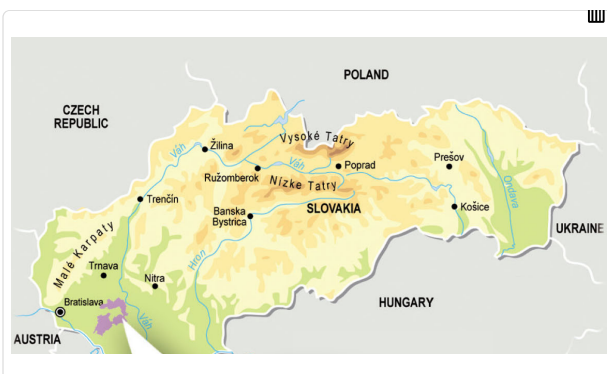 POLAND
CZECH
REPUBLIC
Vysoké Tatry
Žilina
Váh
Váh
Poprad
Prešov
Ružomberok
Nízke Tatry
Ondava
Trenčín
Banska
Bystrica
SLOVAKIA
Košice
Malé Karpaty
UKRAINE
Hron
Trnava
Nitra
Bratislava
HUNGARY
Váh
AUSTRIA